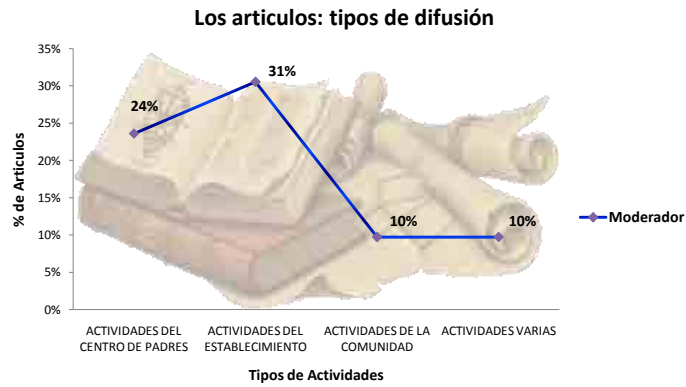 Los articulos: tipos de difusión
% de Articulos
35%
30%
25%
20%
15%
10%
5%
0%
24%
31%
10%
10%
Moderador
ACTIVIDADES DEL
CENTRO DE PADRES
ACTIVIDADES DEL
ESTABLECIMIENTO
ACTIVIDADES DE LA
COMUNIDAD
ACTIVIDADES VARIAS
Tipos de Actividades